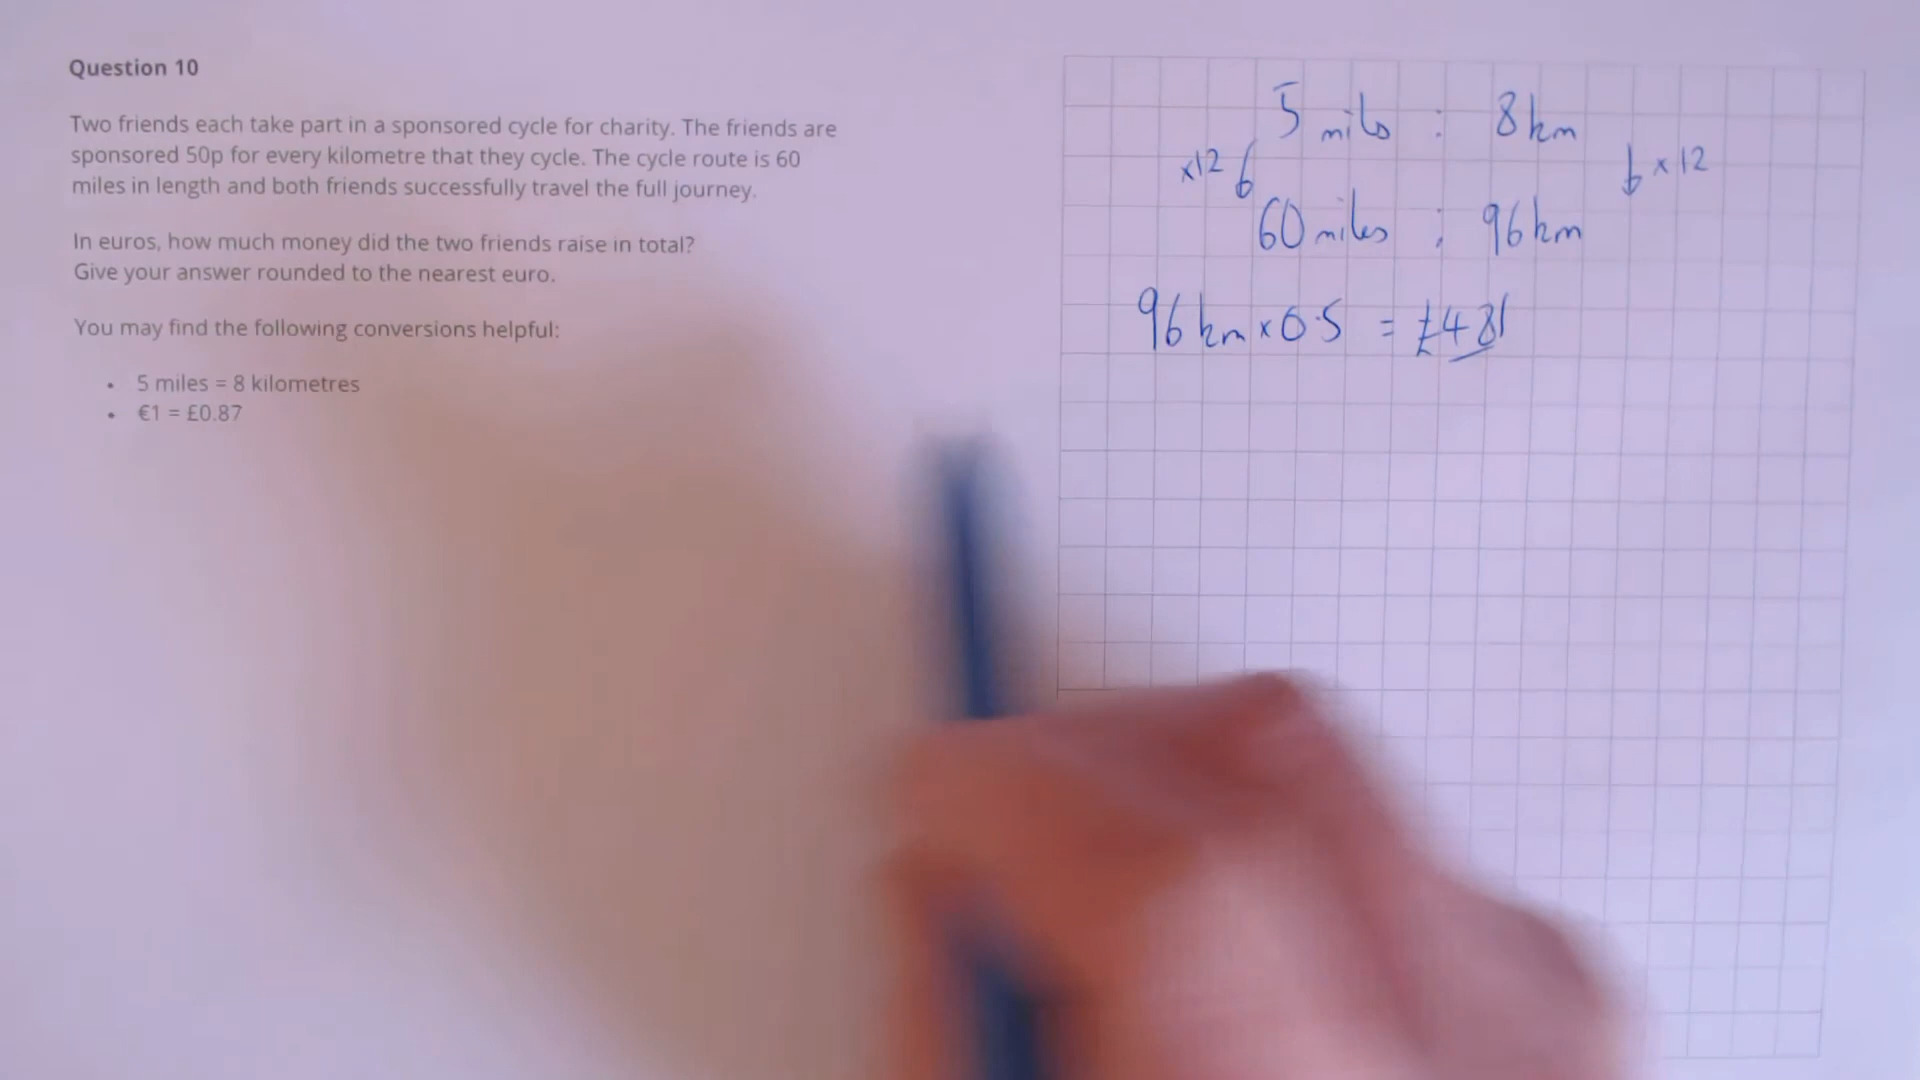 Question 10
Two friends each take part in a sponsored cycle for charity. The friends are
sponsored 50p for every kilometre that they cycle. The cycle route is 60
miles in length and both friends successfully travel the full journey.
In euros, how much money did the two friends raise in total?
Give your answer rounded to the nearest euro.
You may find the following conversions helpful:
• 5 miles = 8 kilometres
• €1 = £0.87
5 miles : 8km
x12 x12
60 miles : 96km
96 km x 0.5 = £48